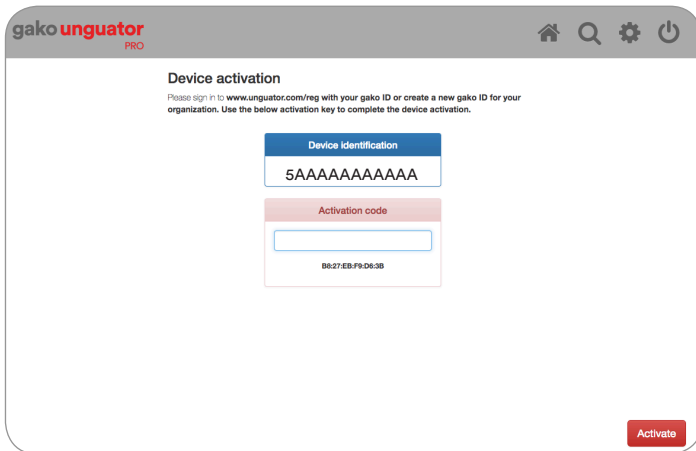 gako unguator
PRO
Device activation
Please sign in to www.unguator.com/reg with your gako ID or create a new gako ID for your
organization. Use the below activation key to complete the device activation.
Device identification
5AAAAAAAAAAA
Activation code
B8:27:EB:F9:D6:3B
Activate